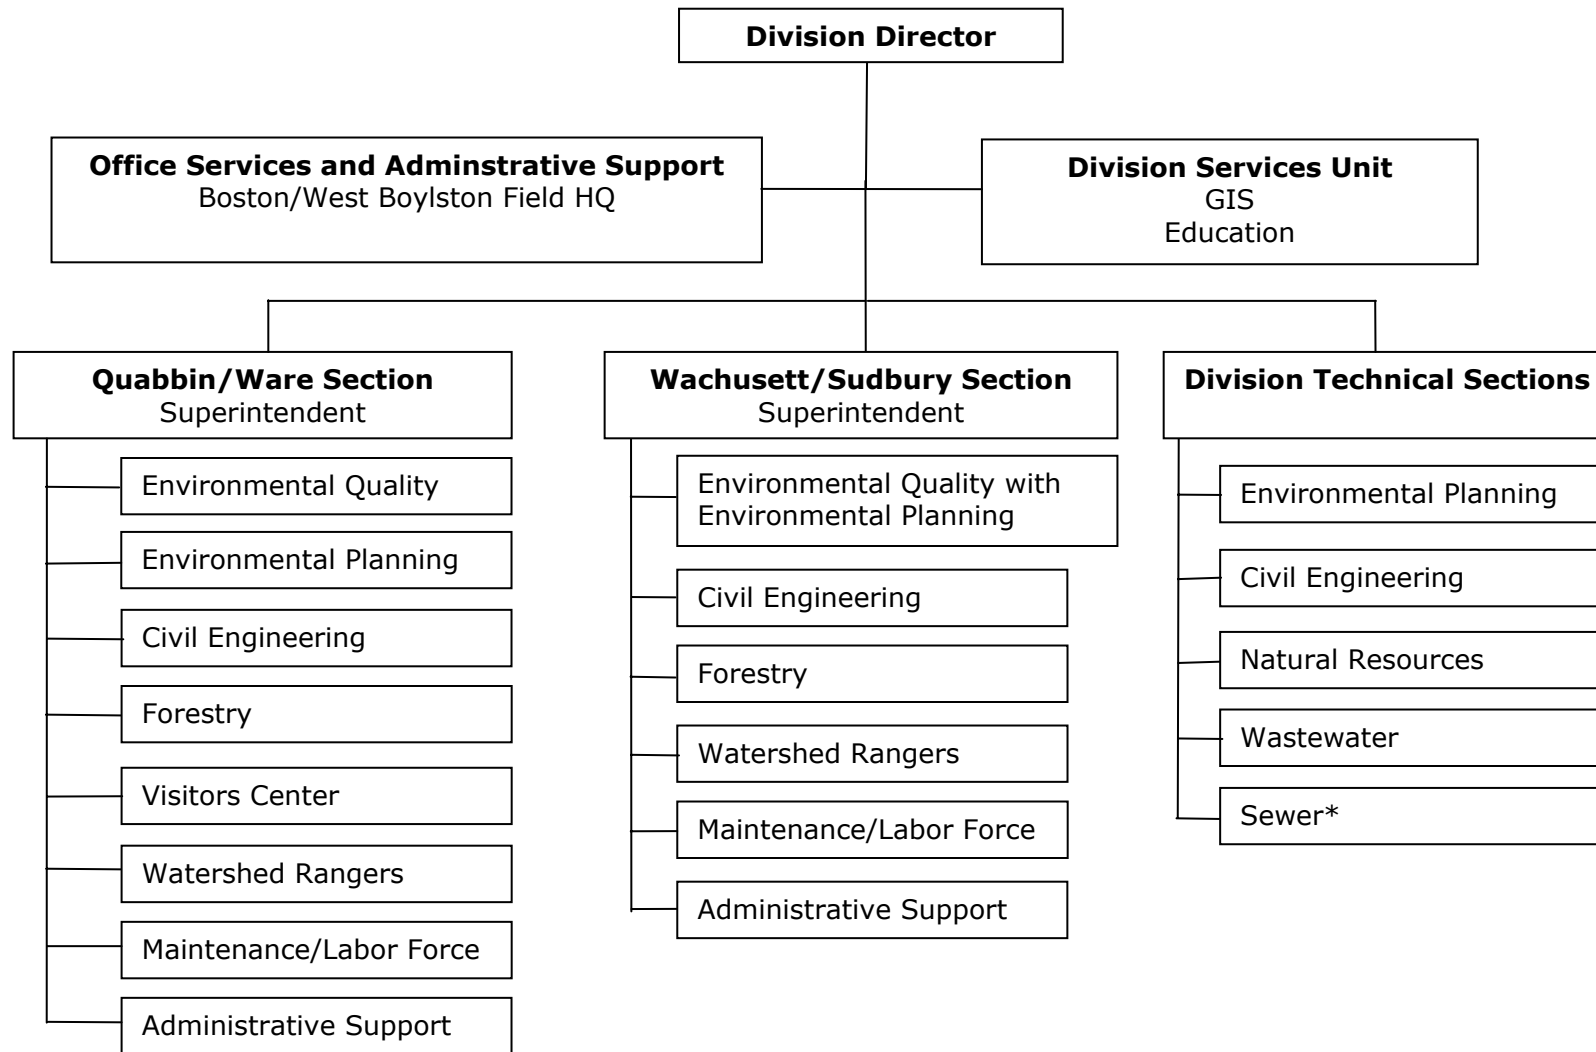 Division Director
Office Services and Adminstrative Support
Boston/West Boylston Field HQ
Division Services Unit
GIS
Education
Quabbin/Ware Section
Superintendent
Environmental Quality
Environmental Planning
Civil Engineering
Forestry
Visitors Center
Watershed Rangers
Maintenance/Labor Force
Administrative Support
Wachusett/Sudbury Section
Superintendent
Environmental Quality with
Environmental Planning
Civil Engineering
Forestry
Watershed Rangers
Maintenance/Labor Force
Administrative Support
Division Technical Sections
Environmental Planning
Civil Engineering
Natural Resources
Wastewater
Sewer*